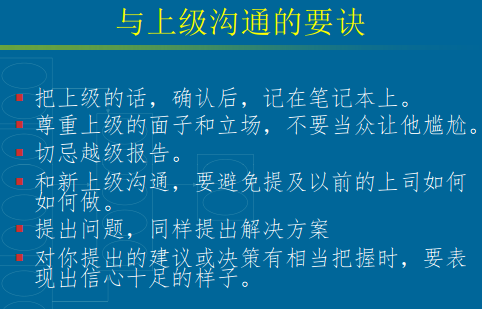 与上级沟通的要诀
把上级的话，确认后，记在笔记本上。
尊重上级的面子和立场，不要当众让他尴尬。
切忌越级报告。
和新上级沟通，要避免提及以前的上司如何
如何做。
提出问题，同样提出解决方案
对你提出的建议或决策有相当把握时，要表
现出信心十足的样子。